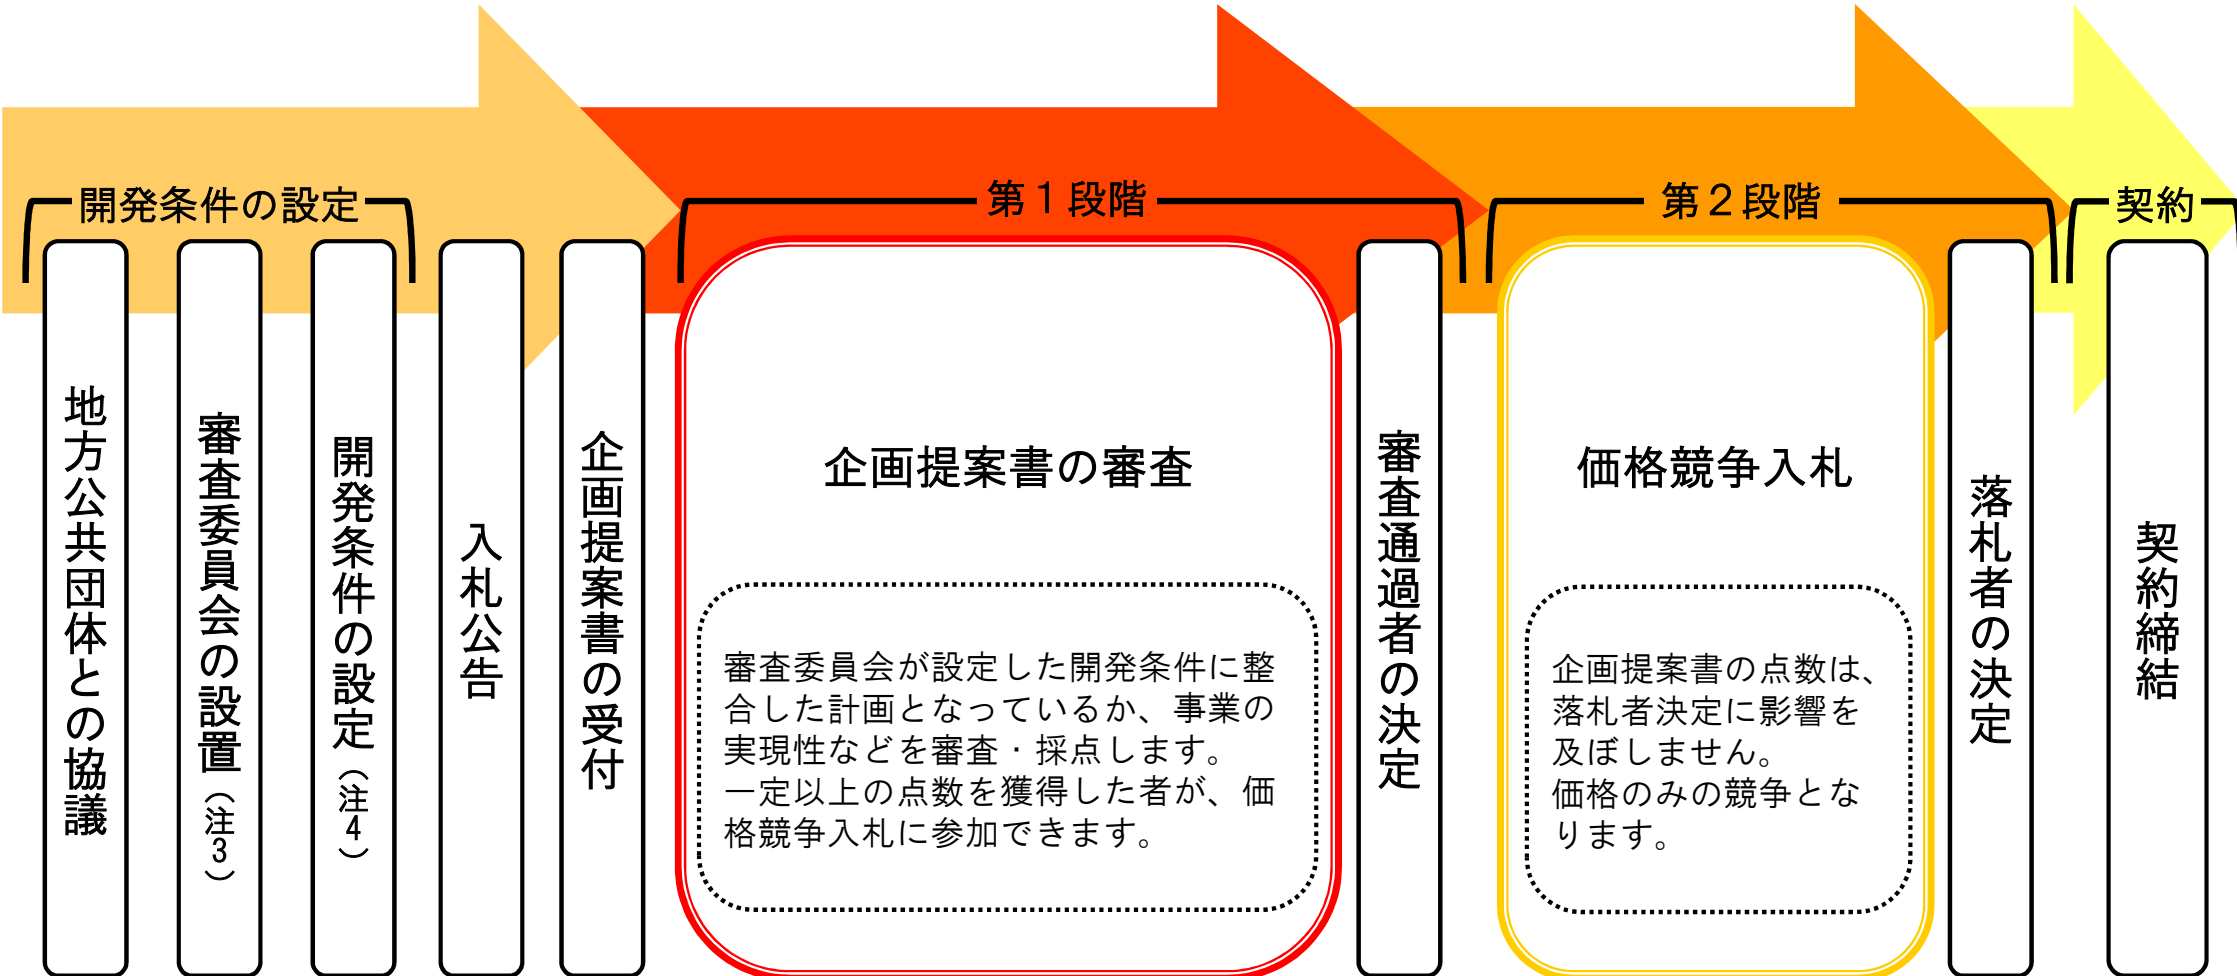 開発条件の設定
地方公共団体との協議
審査委員会の設置（注3）
開発条件の設定（注4）
入札公告
企画提案書の受付
第１段階
企画提案書の審査
審査委員会が設定した開発条件に整
合した計画となっているか、事業の
実現性などを審査・採点します。
一定以上の点数を獲得した者が、価
格競争入札に参加できます。
審査通過者の決定
第２段階
価格競争入札
企画提案書の点数は、
落札者決定に影響を
及ぼしません。
価格のみの競争とな
ります。
落札者の決定
契約
契約締結